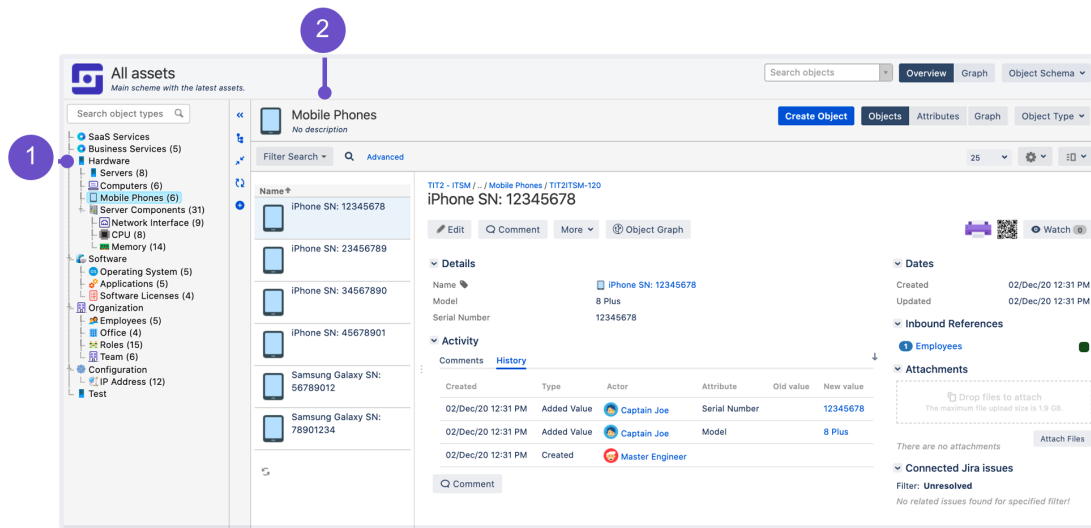 2
All assets
Main scheme with the latest assets.
Search objects
Overview Graph Object Schema
Search object types
Mobile Phones
No description
Create Object Objects Attributes Graph Object Type
1
SaaS Services
Business Services (5)
Hardware
Servers (8)
Computers (6)
Mobile Phones (6)
Server Components (31)
Network Interface (9)
CPU (8)
Memory (14)
Software
Operating System (5)
Applications (5)
Software Licenses (4)
Organization
Employees (5)
Office (4)
Roles (15)
Team (6)
Configuration
IP Address (12)
Test
Filter Search Advanced
25
Name
iPhone SN: 12345678
iPhone SN: 23456789
iPhone SN: 34567890
iPhone SN: 45678901
Samsung Galaxy SN:
56789012
Samsung Galaxy SN:
78901234
TIT2 - ITSM / .. / Mobile Phones / TIT2ITSM-120
iPhone SN: 12345678
Edit Comment More Object Graph
Watch 0
Details
Name iPhone SN: 12345678
Model 8 Plus
Serial Number 12345678
Activity
Comments History
Created Type Actor Attribute Old value New value
02/Dec/20 12:31 PM Added Value Captain Joe Serial Number 12345678
02/Dec/20 12:31 PM Added Value Captain Joe Model 8 Plus
02/Dec/20 12:31 PM Created Master Engineer
Comment
Dates
Created 02/Dec/20 12:31 PM
Updated 02/Dec/20 12:31 PM
Inbound References
1 Employees
Attachments
Drop files to attach
The maximum file upload size is 1.9 GB.
Attach Files
There are no attachments
Connected Jira issues
Filter: Unresolved
No related issues found for specified filter!